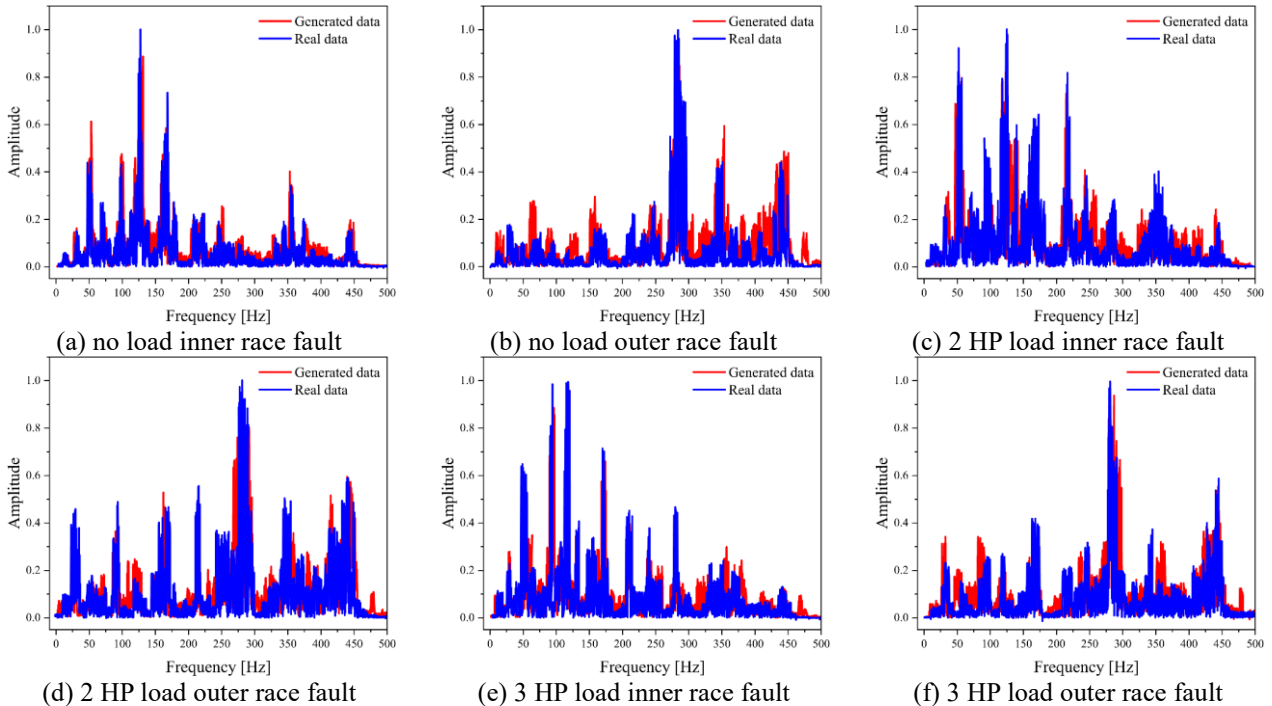 Generated data
Real data
Amplitude
1.0
0.8
0.6
0.4
0.2
0.0
0 50 100 150 200 250 300 350 400 450 500
Frequency [Hz]
(a) no load inner race fault
Generated data
Real data
Amplitude
1.0
0.8
0.6
0.4
0.2
0.0
0 50 100 150 200 250 300 350 400 450 500
Frequency [Hz]
(b) no load outer race fault
Generated data
Real data
Amplitude
1.0
0.8
0.6
0.4
0.2
0.0
0 50 100 150 200 250 300 350 400 450 500
Frequency [Hz]
(c) 2 HP load inner race fault
Generated data
Real data
Amplitude
1.0
0.8
0.6
0.4
0.2
0.0
0 50 100 150 200 250 300 350 400 450 500
Frequency [Hz]
(d) 2 HP load outer race fault
Generated data
Real data
Amplitude
1.0
0.8
0.6
0.4
0.2
0.0
0 50 100 150 200 250 300 350 400 450 500
Frequency [Hz]
(e) 3 HP load inner race fault
Generated data
Real data
Amplitude
1.0
0.8
0.6
0.4
0.2
0.0
0 50 100 150 200 250 300 350 400 450 500
Frequency [Hz]
(f) 3 HP load outer race fault